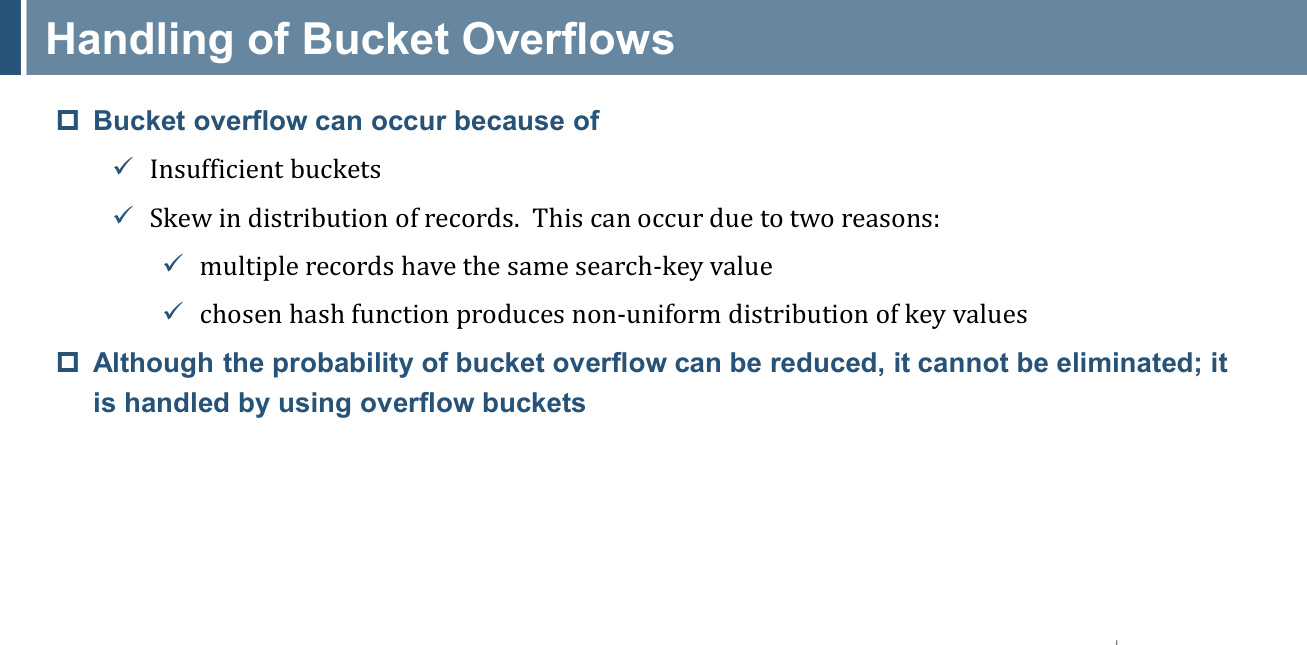 Handling of Bucket Overflows
Bucket overflow can occur because of
Insufficient buckets
Skew in distribution of records.  This can occur due to two reasons:
multiple records have the same search-key value
chosen hash function produces non-uniform distribution of key values
Although the probability of bucket overflow can be reduced, it cannot be eliminated; it
is handled by using overflow buckets